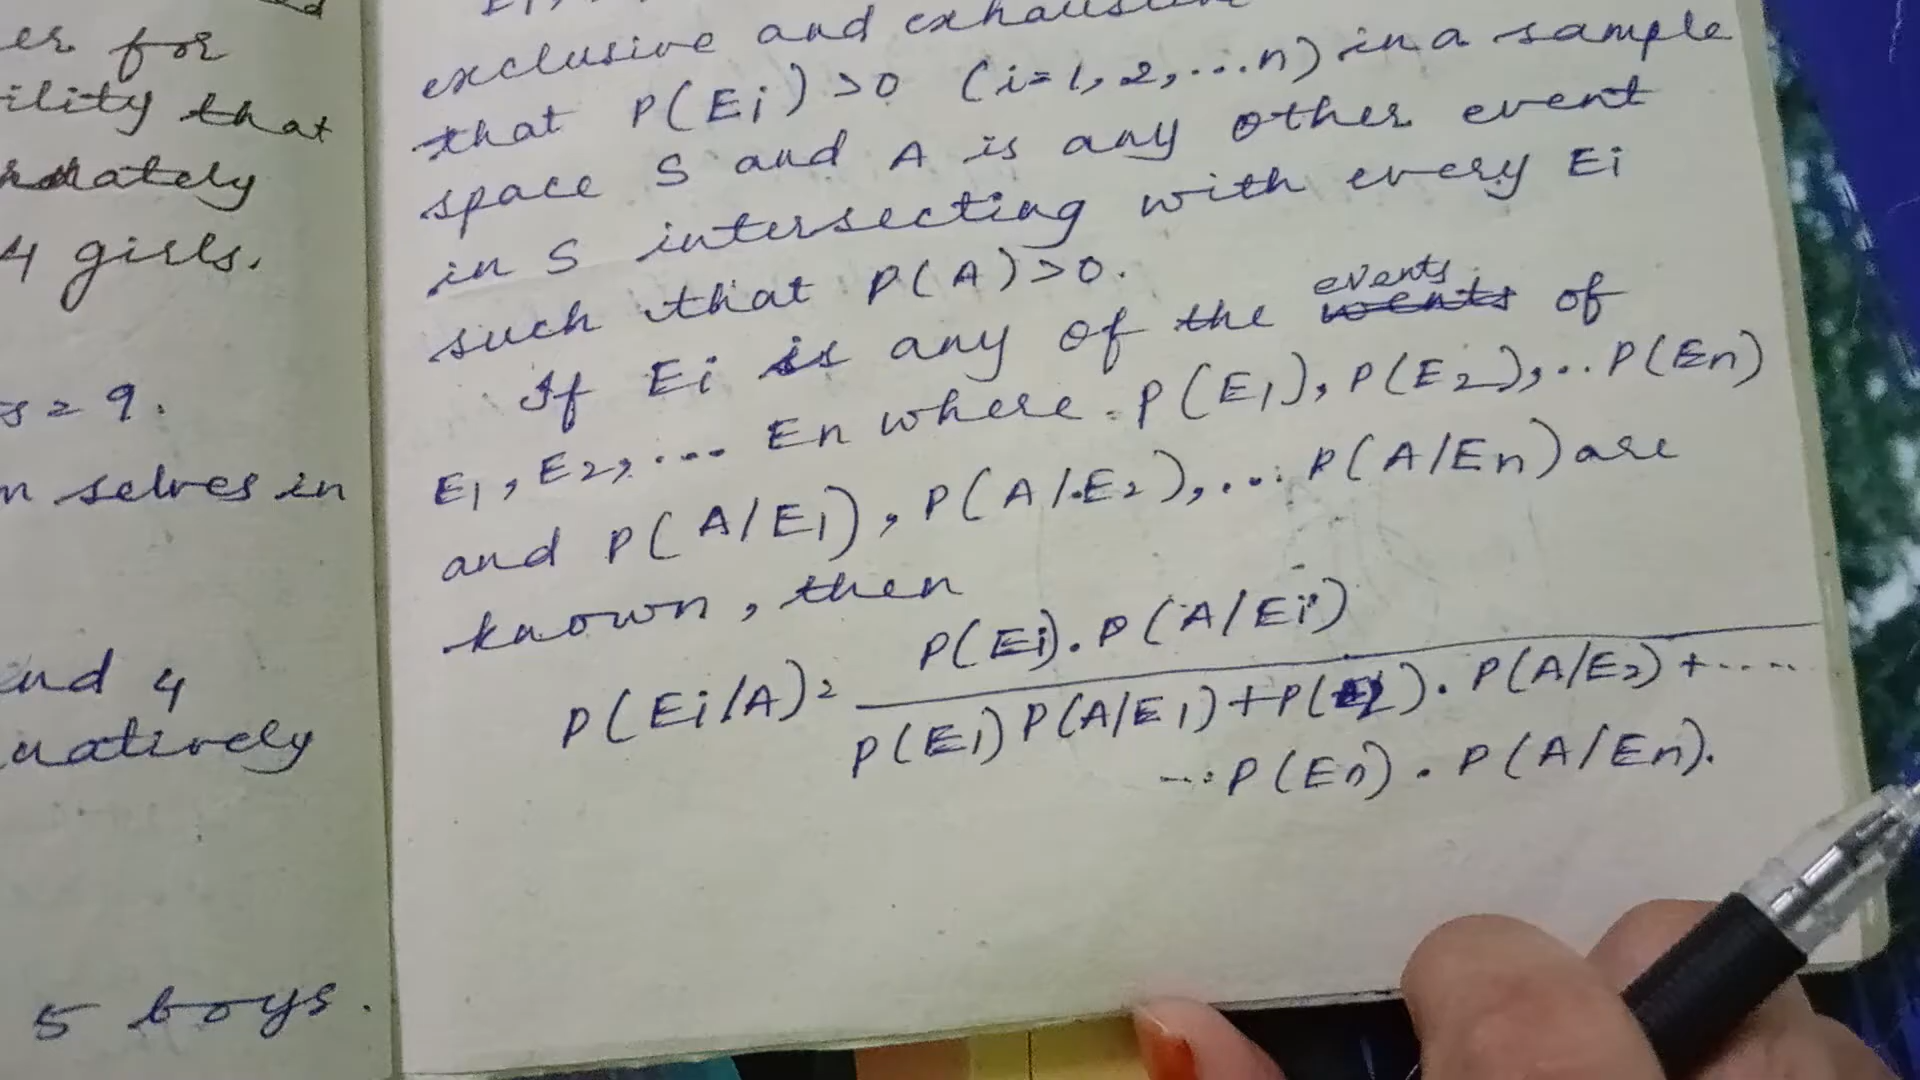 er for
ility that
4 girls.
s = 9.
n selves in
and 4
natively
5 boys.
exclusive and exhaustive
that P(Ei) >0 (i=1, 2, ...n) in a sample
space S and A is any other event
in S intersecting with every Ei
such that P(A) >0.
If Ei is any of the events of
E1, E2, ... En where P(E1), P(E2), ... P(En)
and P(A/E1), P(A/E2), ... P(A/En) are
known, then
P(Ei/A) = P(Ei).P(A/Ei)
P(E1) P(A/E1) + P(E2). P(A/E2) + .....
... P(En). P(A/En).